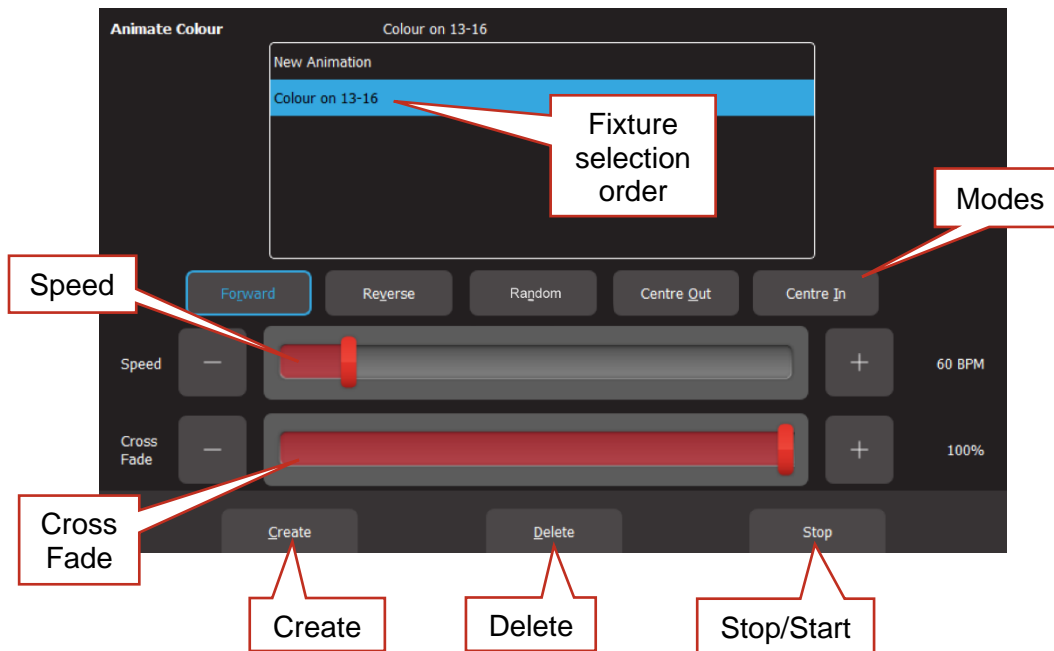 Animate Colour
Colour on 13-16
New Animation
Colour on 13-16
Fixture
selection
order
Modes
Speed
Forward
Reverse
Random
Centre Out
Centre In
Speed
−
+
60 BPM
Cross
Fade
−
+
100%
Cross
Fade
Create
Delete
Stop
Create
Delete
Stop/Start